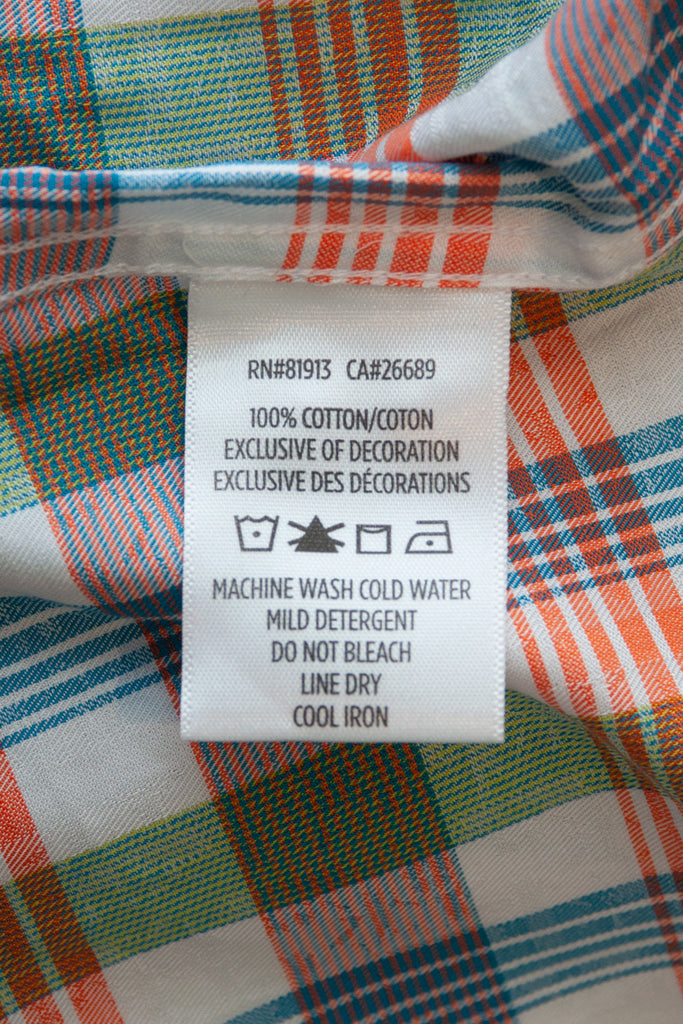 RN#81913 CA#26689
100% COTTON/COTON
EXCLUSIVE OF DECORATION
EXCLUSIVE DES DÉCORATIONS
MACHINE WASH COLD WATER
MILD DETERGENT
DO NOT BLEACH
LINE DRY
COOL IRON